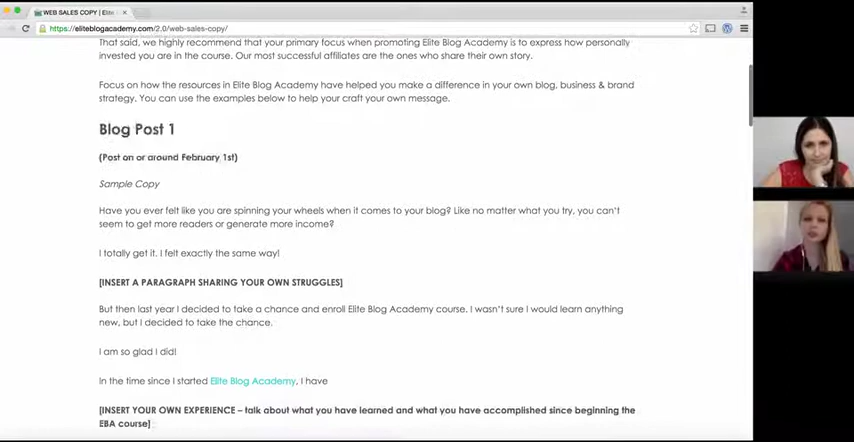 WEB SALES COPY | Elite
https://eliteblogacademy.com/2.0/web-sales-copy/
That said, we highly recommend that your primary focus when promoting Elite Blog Academy is to express how personally
invested you are in the course. Our most successful affiliates are the ones who share their own story.
Focus on how the resources in Elite Blog Academy have helped you make a difference in your own blog, business & brand
strategy. You can use the examples below to help your craft your own message.
Blog Post 1
(Post on or around February 1st)
Sample Copy
Have you ever felt like you are spinning your wheels when it comes to your blog? Like no matter what you try, you can't
seem to get more readers or generate more income?
I totally get it. I felt exactly the same way!
[INSERT A PARAGRAPH SHARING YOUR OWN STRUGGLES]
But then last year I decided to take a chance and enroll Elite Blog Academy course. I wasn't sure I would learn anything
new, but I decided to take the chance.
I am so glad I did!
In the time since I started Elite Blog Academy, I have
[INSERT YOUR OWN EXPERIENCE – talk about what you have learned and what you have accomplished since beginning the
EBA course]